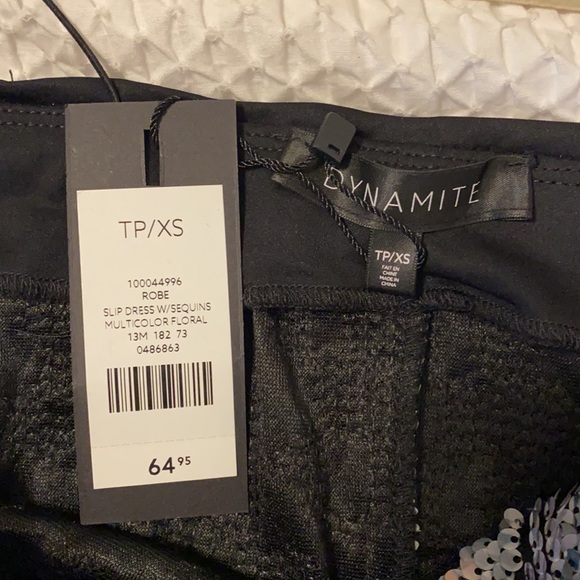 TP/XS
100044996
ROBE
SLIP DRESS W/SEQUINS
MULTICOLOR FLORAL
13M 182 73
0486863
64 95
DYNAMITE
TP/XS
FAIT EN
CHINE
MADE IN
CHINA